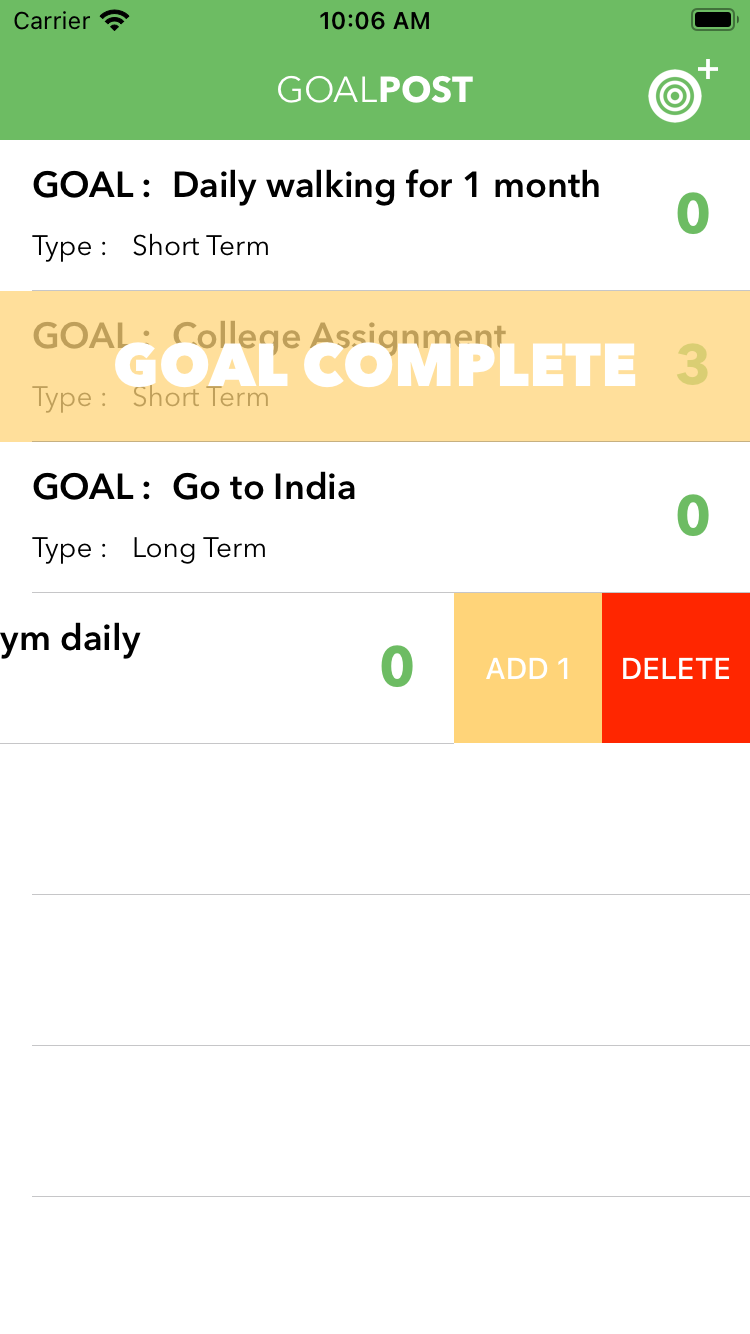 Carrier 10:06 AM
GOALPOST
GOAL : Daily walking for 1 month
0
Type : Short Term
GOAL : College Assignment
GOAL COMPLETE
3
Type : Short Term
GOAL : Go to India
0
Type : Long Term
ym daily
0
ADD 1
DELETE